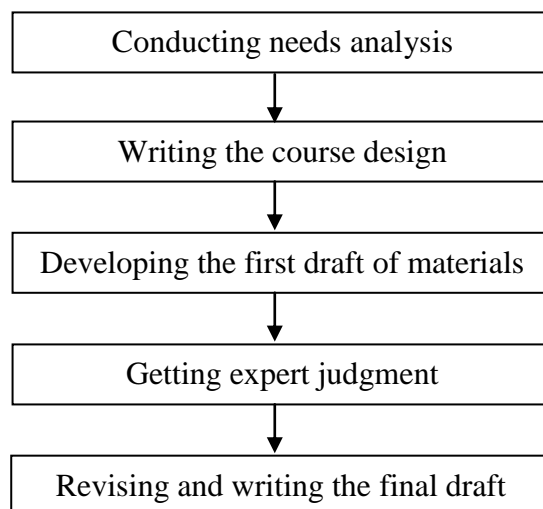 Conducting needs analysis
Writing the course design
Developing the first draft of materials
Getting expert judgment
Revising and writing the final draft